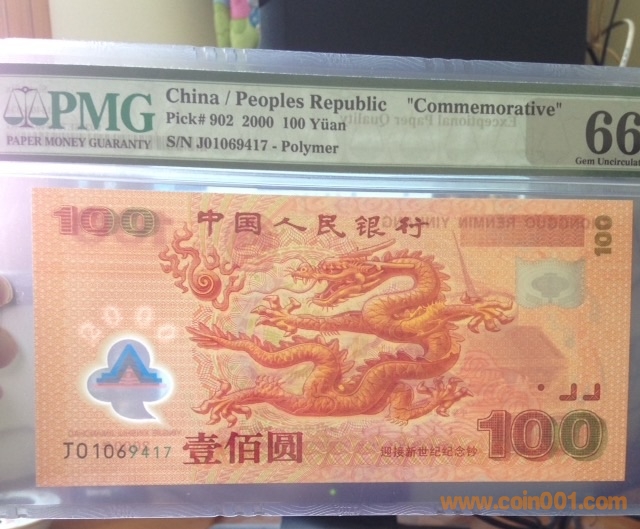 PMG
PAPER MONEY GUARANTY
China / Peoples Republic "Commemorative"
Pick# 902 2000 100 Yüan
S/N J01069417 - Polymer
66
Gem Uncirculat
100
中国人民银行
100
2000
J01069417
壹佰圆
迎接新世纪纪念钞
100
www.coin001.com